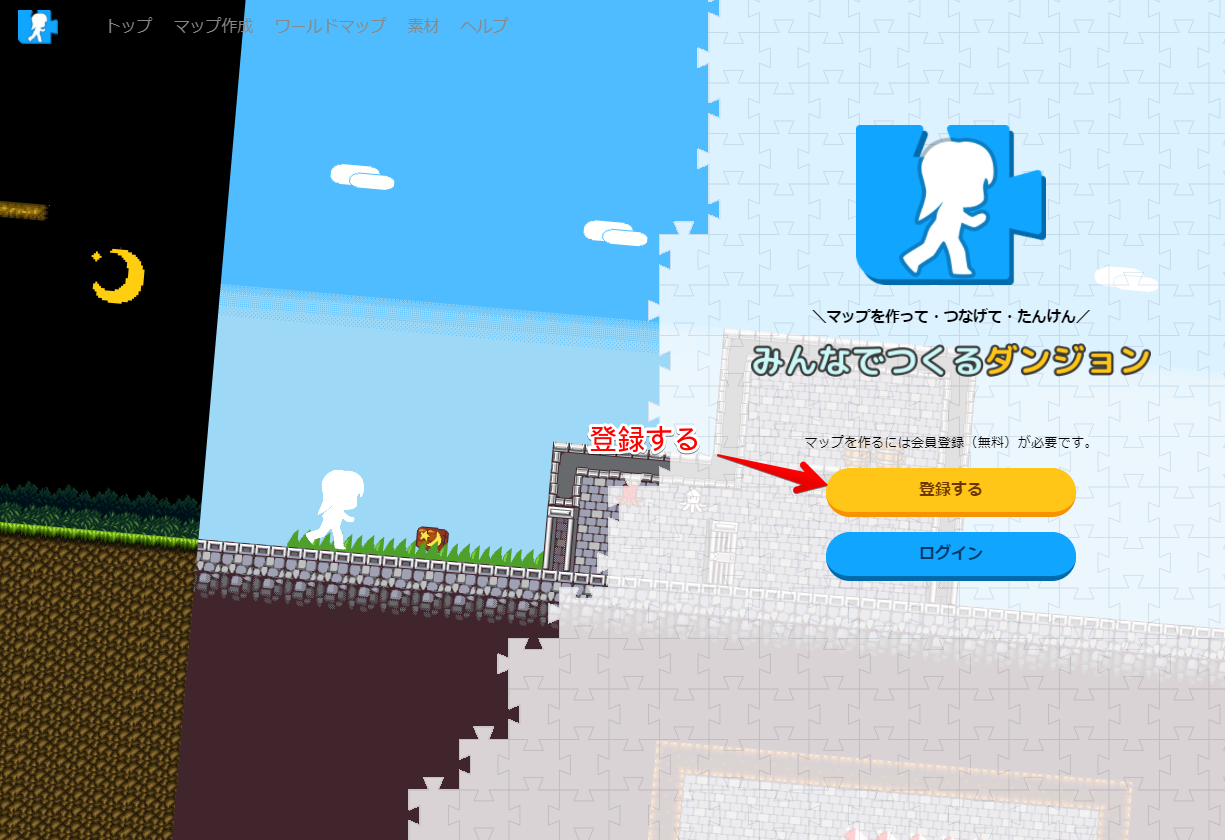 トップ マップ作成 ワールドマップ 素材 ヘルプ
＼マップを作って・つなげて・たんけん／
みんなでつくるダンジョン
マップを作るには会員登録（無料）が必要です。
登録する
登録する
ログイン